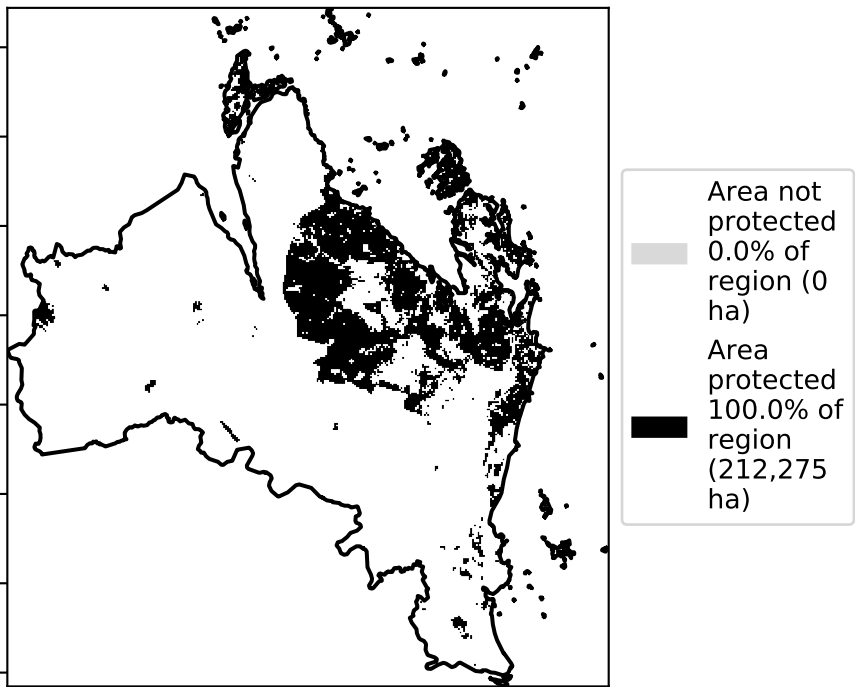 Area not
protected
0.0% of
region (0
ha)
Area
protected
100.0% of
region
(212,275
ha)